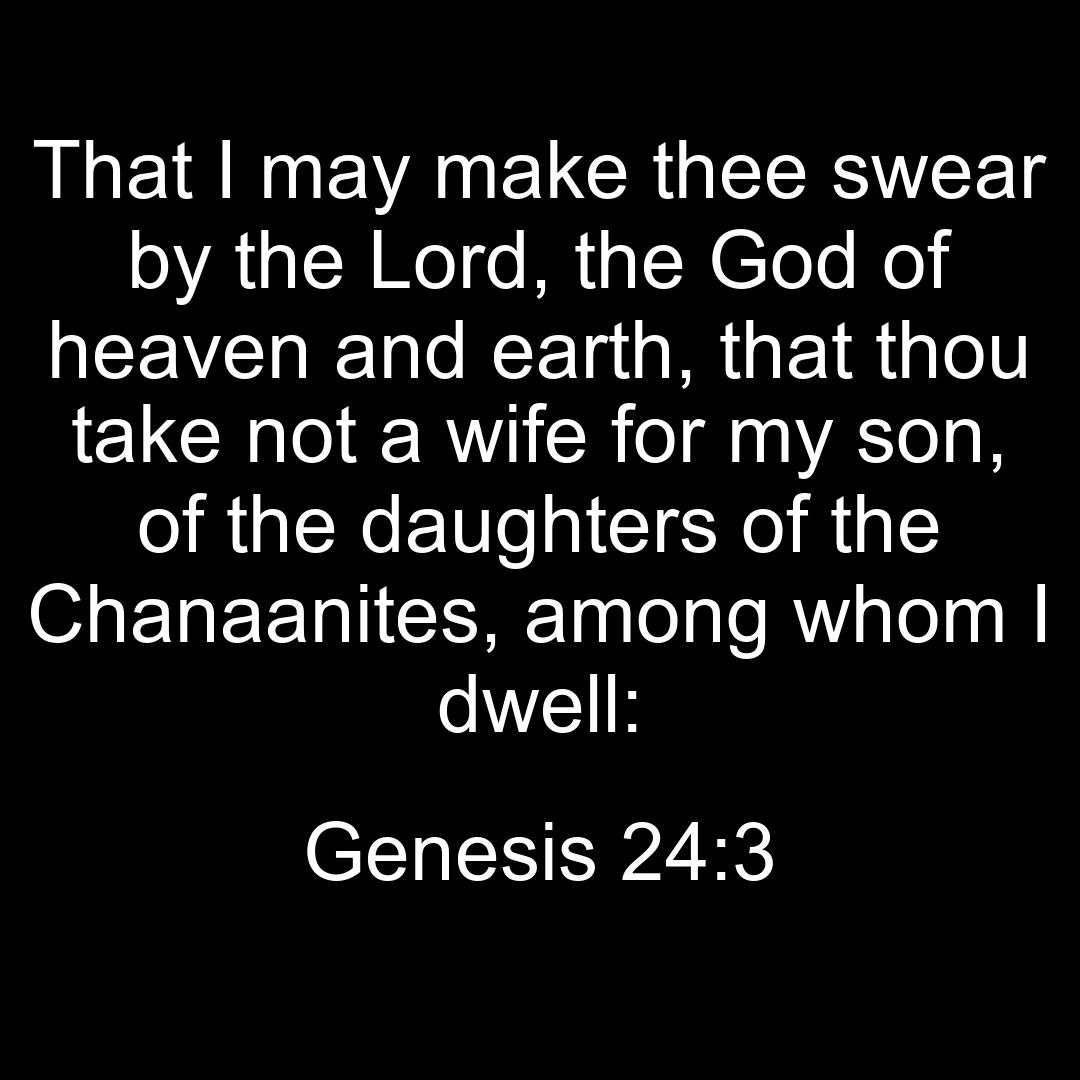 That I may make thee swear
by the Lord, the God of
heaven and earth, that thou
take not a wife for my son,
of the daughters of the
Chanaanites, among whom I
dwell:
Genesis 24:3